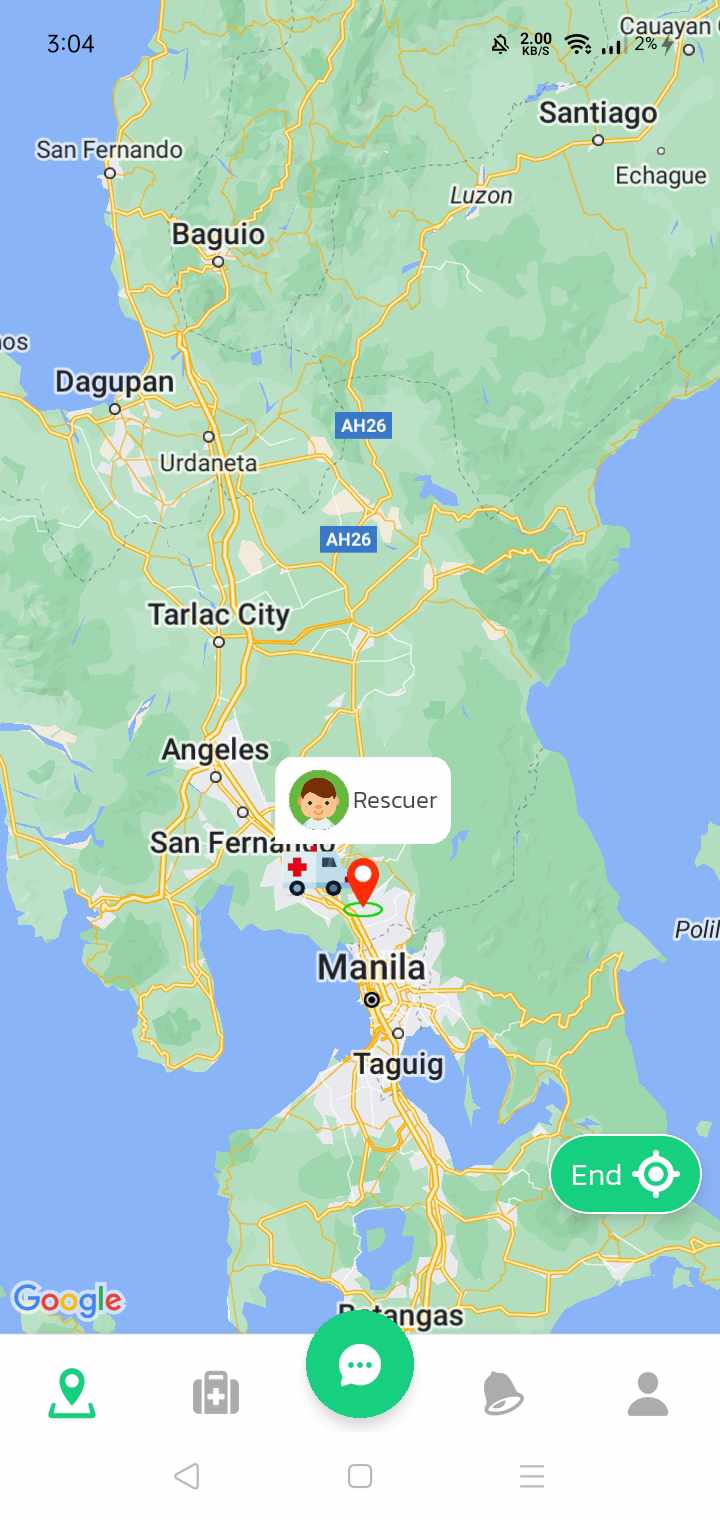 3:04
2.00
KB/S
2%
Cauayan
Santiago
San Fernando
Echague
Luzon
Baguio
os
Dagupan
AH26
Urdaneta
AH26
Tarlac City
Angeles
Rescuer
San Fernando
Polil
Manila
Taguig
End
Google
Batangas